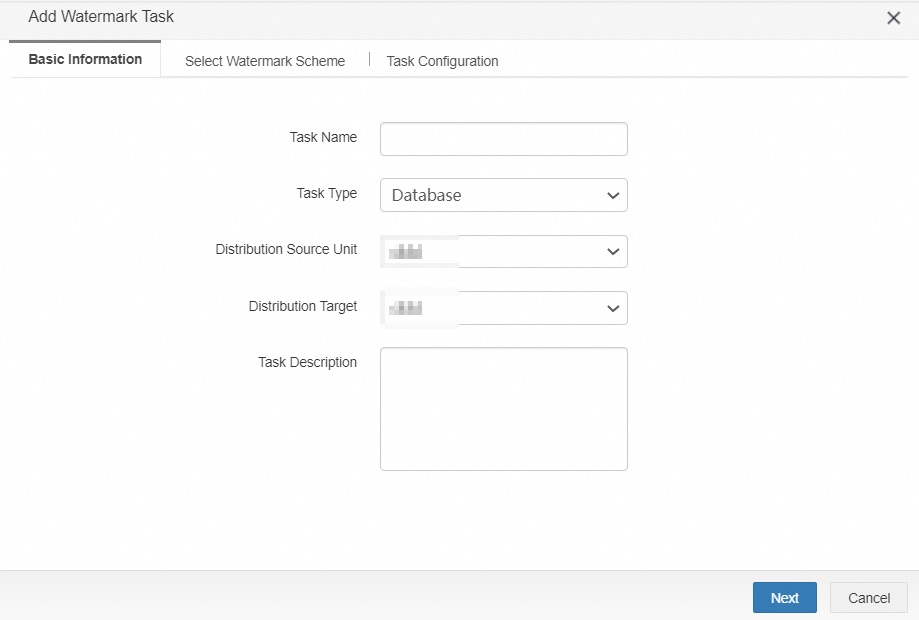 Add Watermark Task
Basic Information
Select Watermark Scheme
Task Configuration
Task Name
Task Type
Database
Distribution Source Unit
Distribution Target
Task Description
Next
Cancel